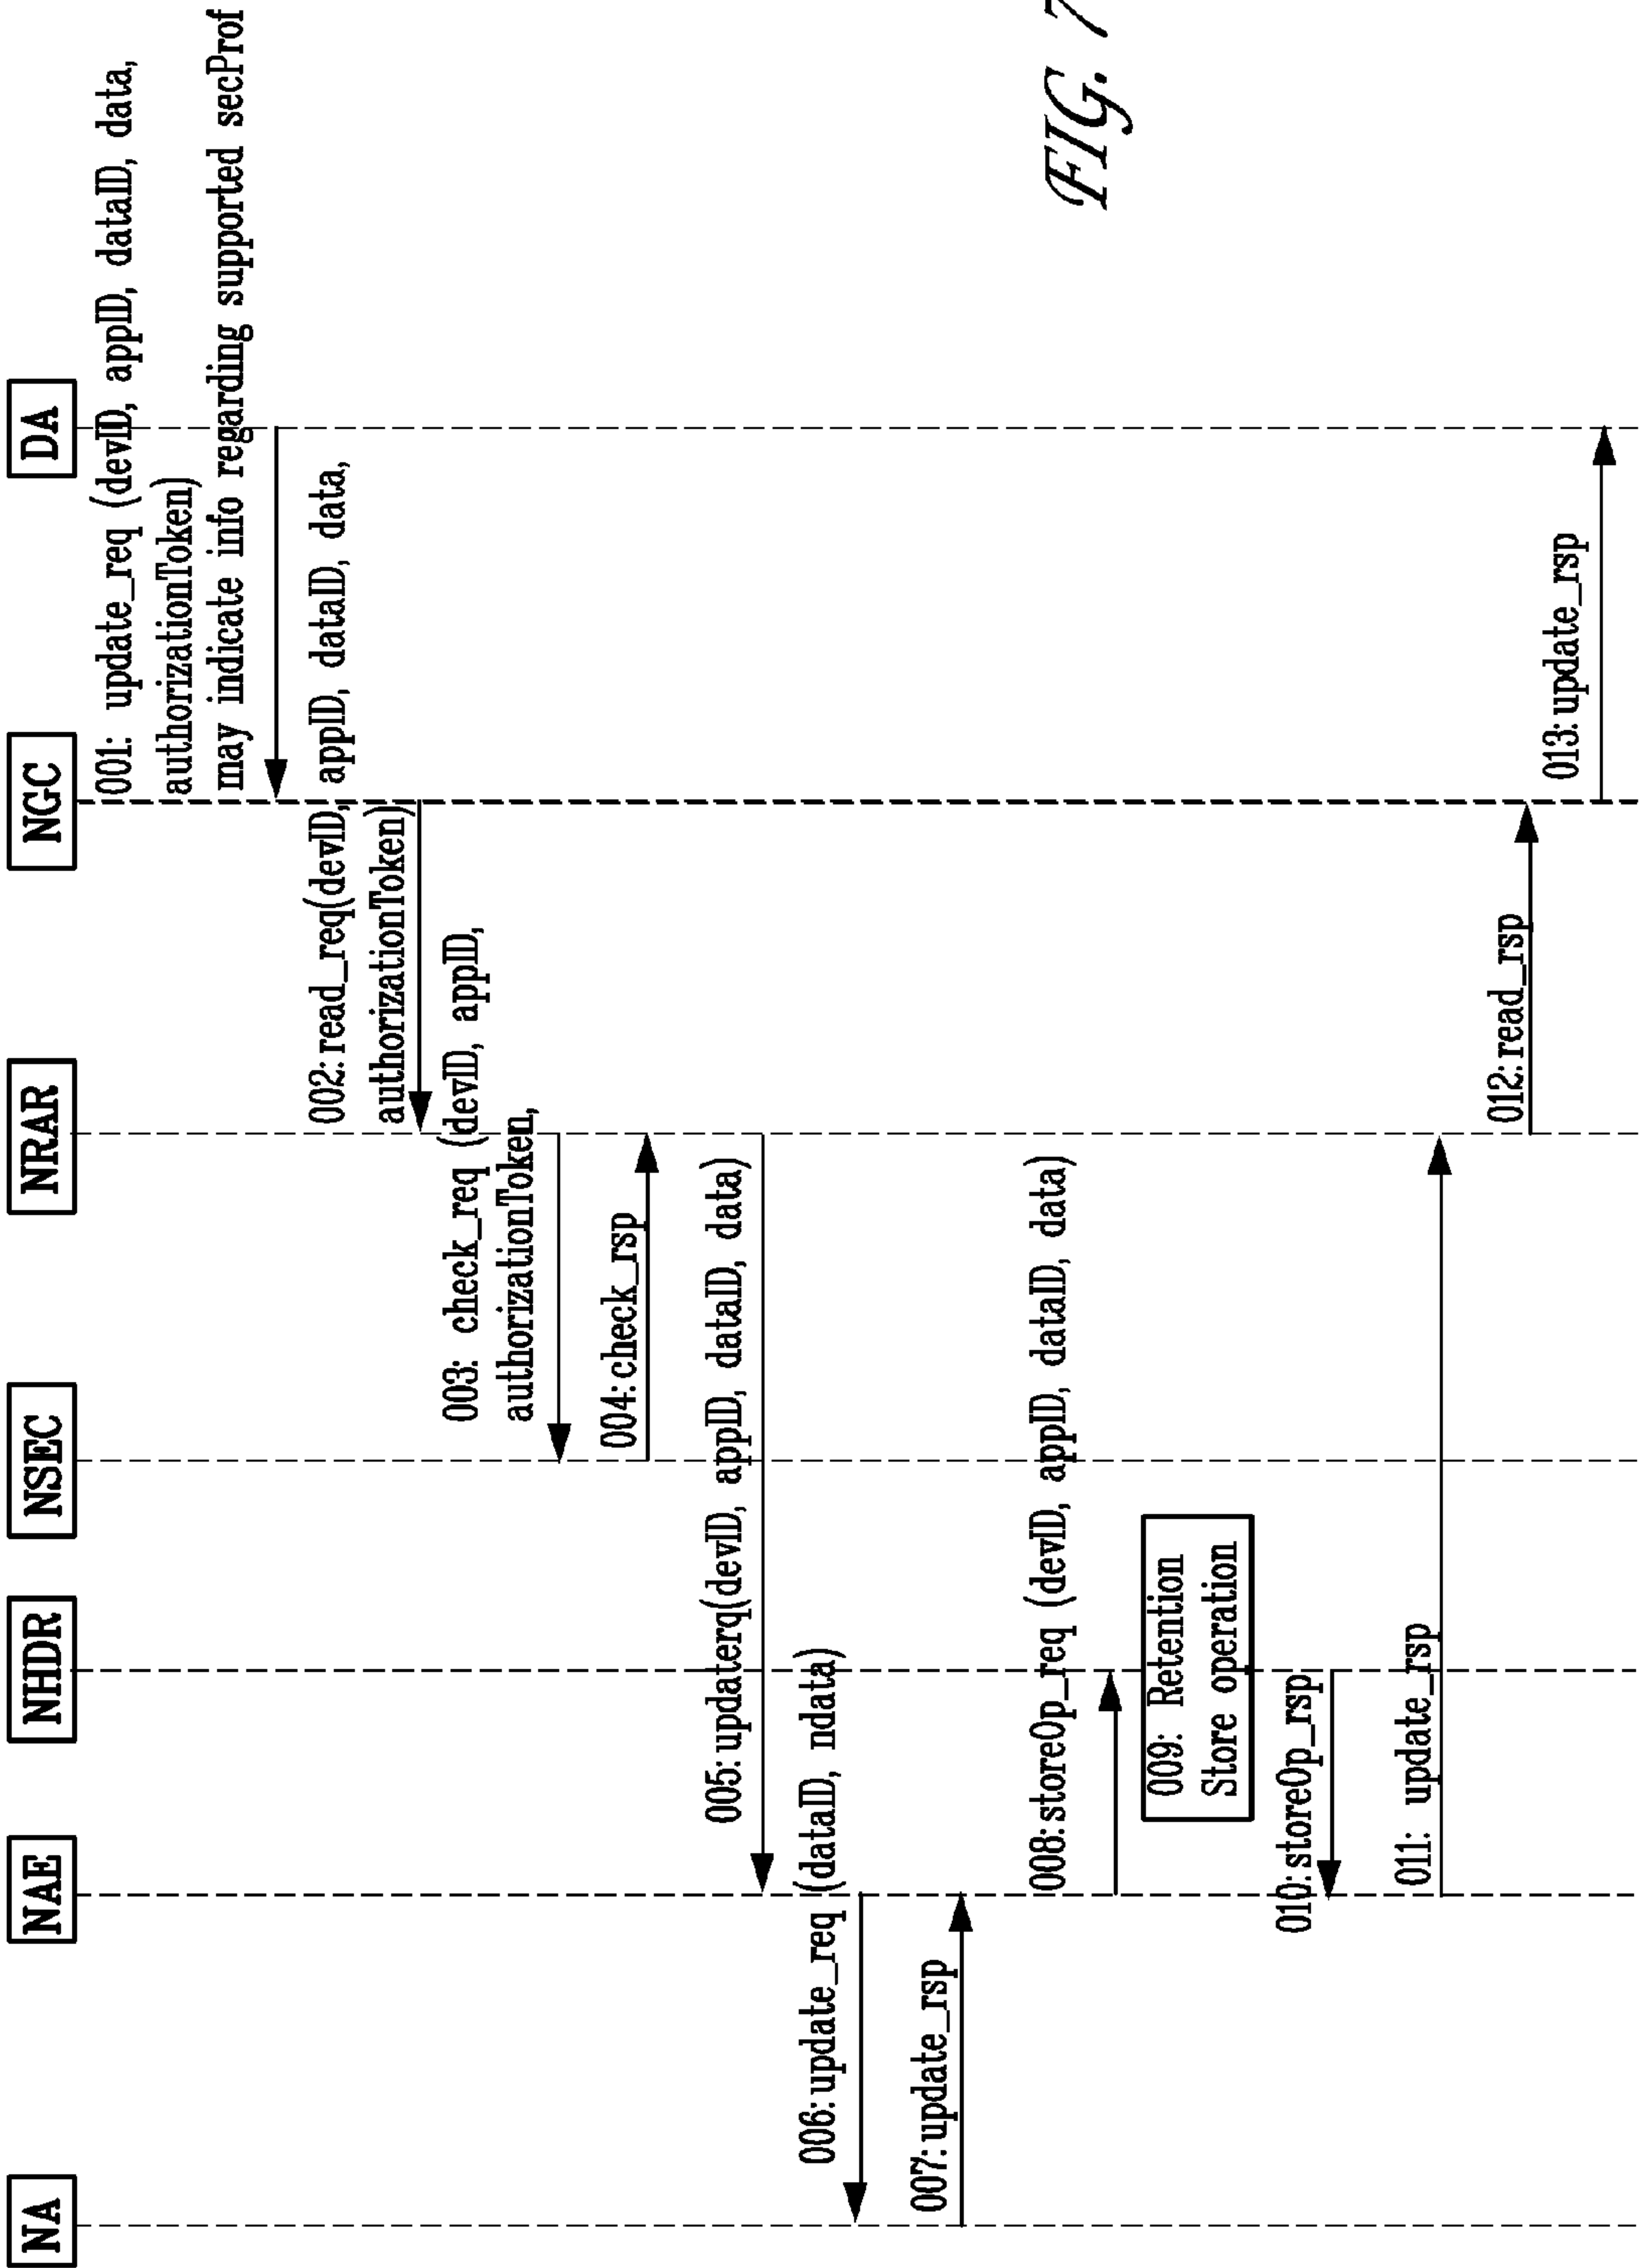 NA
NAE
NHDR
NSEC
NRAR
NGC
DA
001: update_req (devID, appID, dataID, data,
authorizationToken)
may indicate info regarding supported secProf
002: read_req(devID, appID, dataID, data,
authorizationToken)
003: check_req (devID, appID,
authorizationToken,
004: check_rsp
005: updaterq(devID, appID, dataID, data)
006: update_req (dataID, ndata)
007: update_rsp
008: storeOp_req (devID, appID, dataID, data)
009: Retention
Store operation
010: storeOp_rsp
011: update_rsp
012: read_rsp
013: update_rsp
FIG. 7